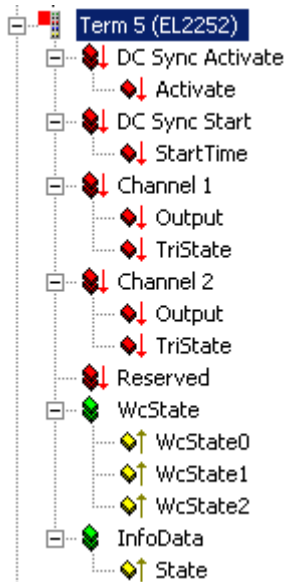 Term 5 (EL2252)
DC Sync Activate
Activate
DC Sync Start
StartTime
Channel 1
Output
TriState
Channel 2
Output
TriState
Reserved
WcState
WcState0
WcState1
WcState2
InfoData
State